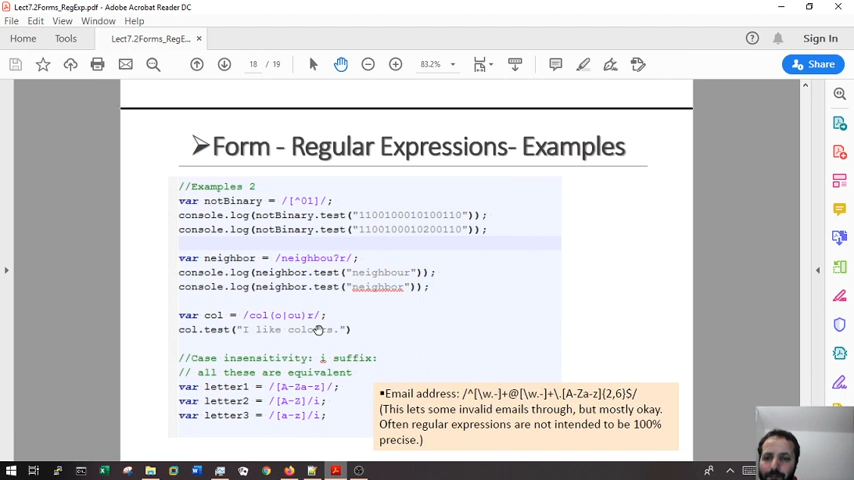 Lect7.2Forms_RegExp.pdf - Adobe Acrobat Reader DC
File Edit View Window Help
Home Tools Lect7.2Forms_RegE... × Sign In
18 / 19 83.2% Share
➢Form - Regular Expressions- Examples
//Examples 2
var notBinary = /[^01]/;
console.log(notBinary.test("1100100010100110"));
console.log(notBinary.test("1100100010200110"));
var neighbor = /neighbou?r/;
console.log(neighbor.test("neighbour"));
console.log(neighbor.test("neighbor"));
var col = /col(o|ou)r/;
col.test("I like colours.")
//Case insensitivity: i suffix:
// all these are equivalent
var letter1 = /[A-Za-z]/;
var letter2 = /[A-Z]/i;
var letter3 = /[a-z]/i;
▪Email address: /^[\w.-]+@[\w.-]+\.[A-Za-z]{2,6}$/
(This lets some invalid emails through, but mostly okay.
Often regular expressions are not intended to be 100%
precise.)